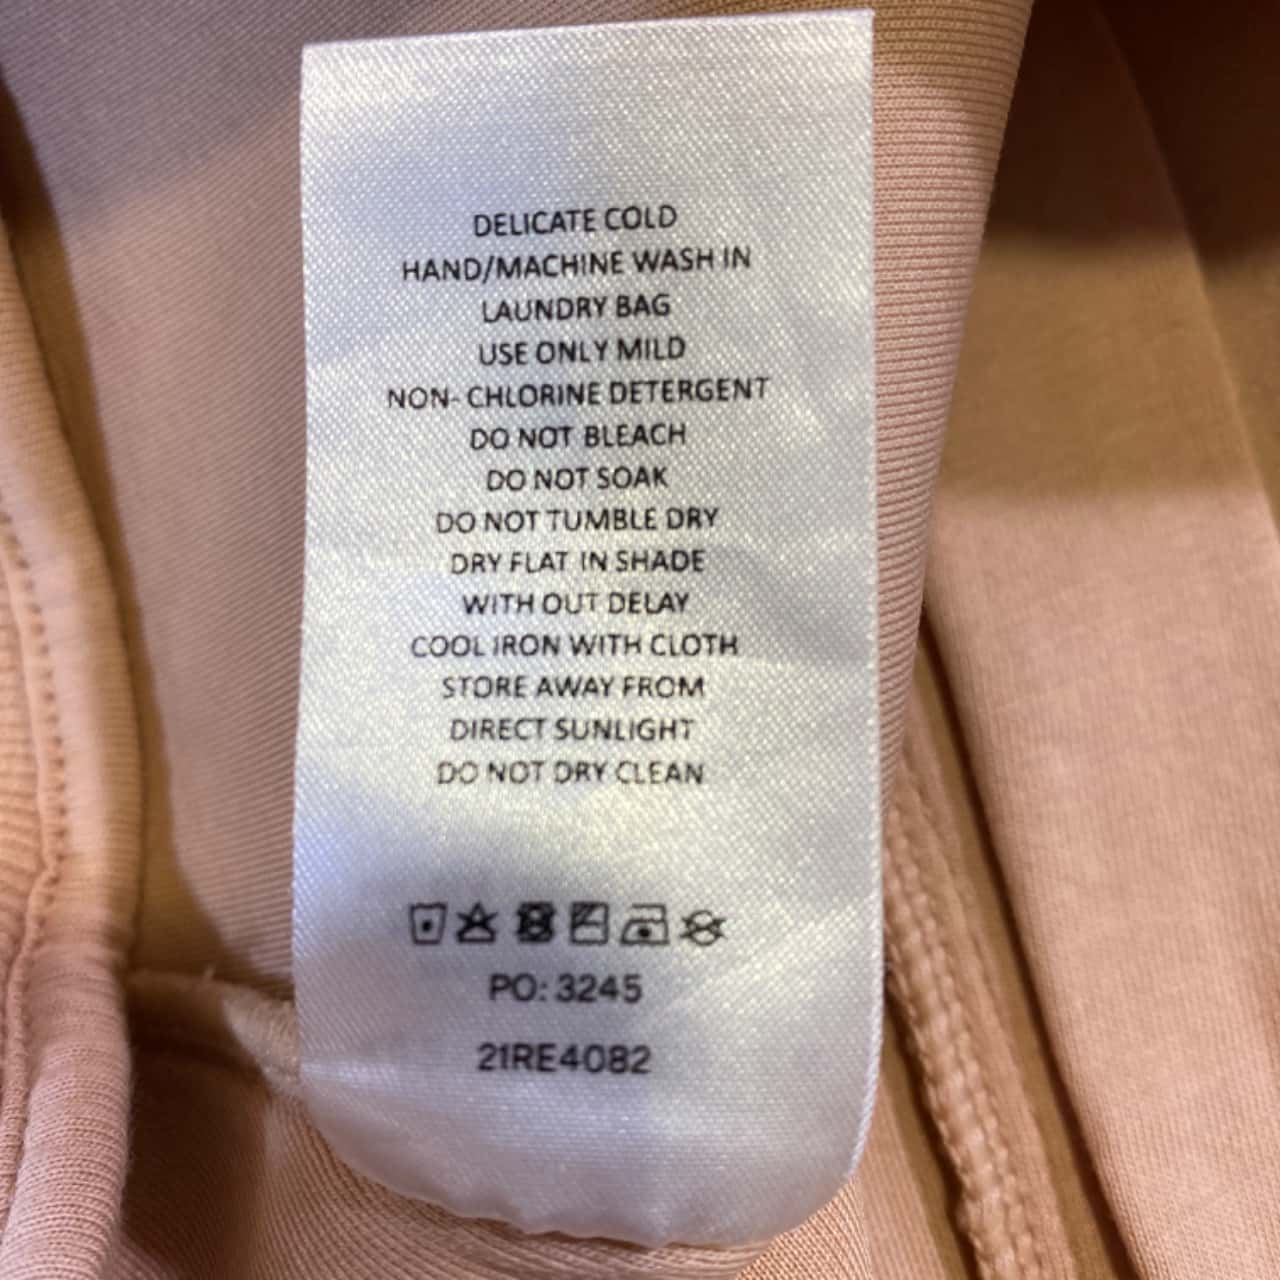 DELICATE COLD
HAND/MACHINE WASH IN
LAUNDRY BAG
USE ONLY MILD
NON- CHLORINE DETERGENT
DO NOT BLEACH
DO NOT SOAK
DO NOT TUMBLE DRY
DRY FLAT IN SHADE
WITH OUT DELAY
COOL IRON WITH CLOTH
STORE AWAY FROM
DIRECT SUNLIGHT
DO NOT DRY CLEAN
PO: 3245
21RE4082